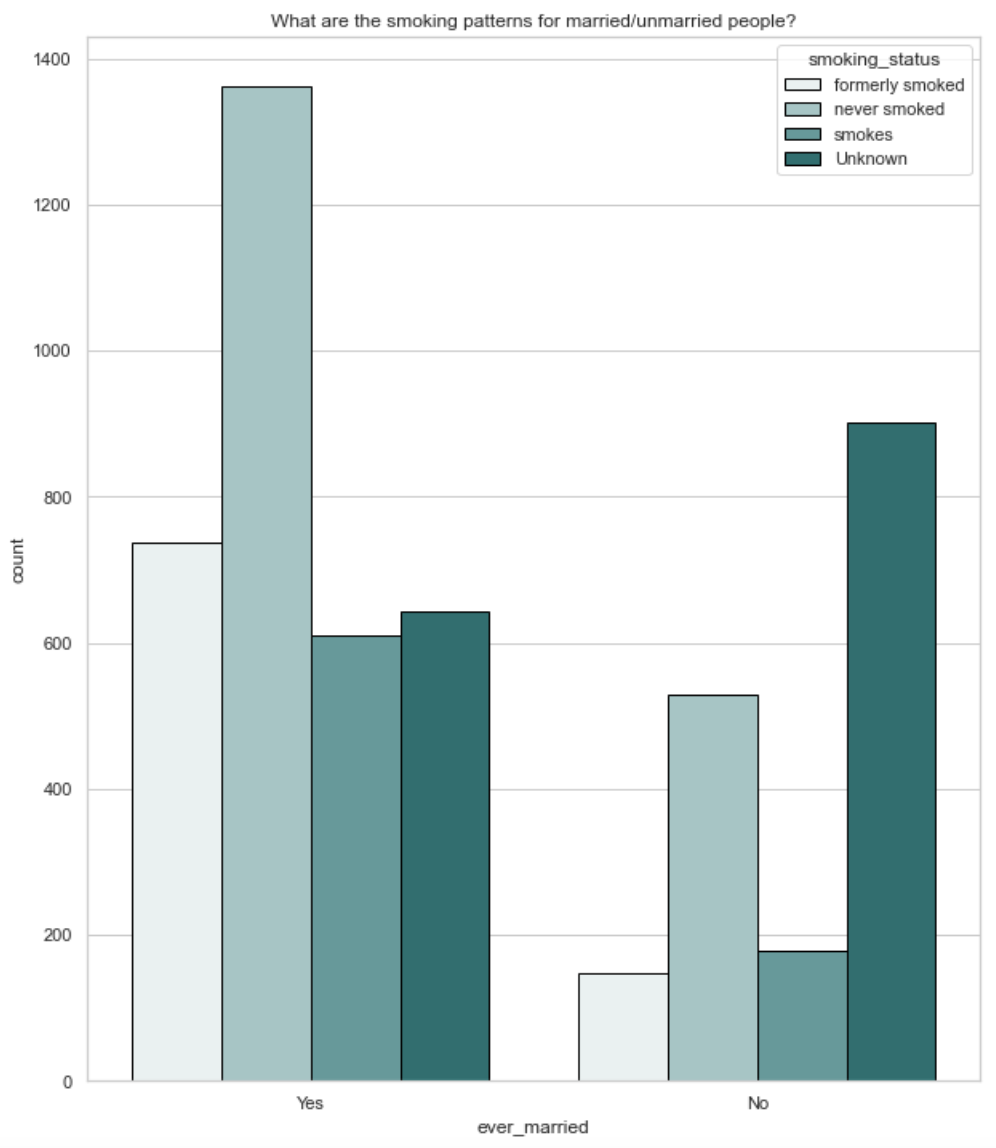 What are the smoking patterns for married/unmarried people?
smoking_status
formerly smoked
never smoked
smokes
Unknown
1400
1200
1000
800
600
400
200
0
count
Yes
No
ever_married